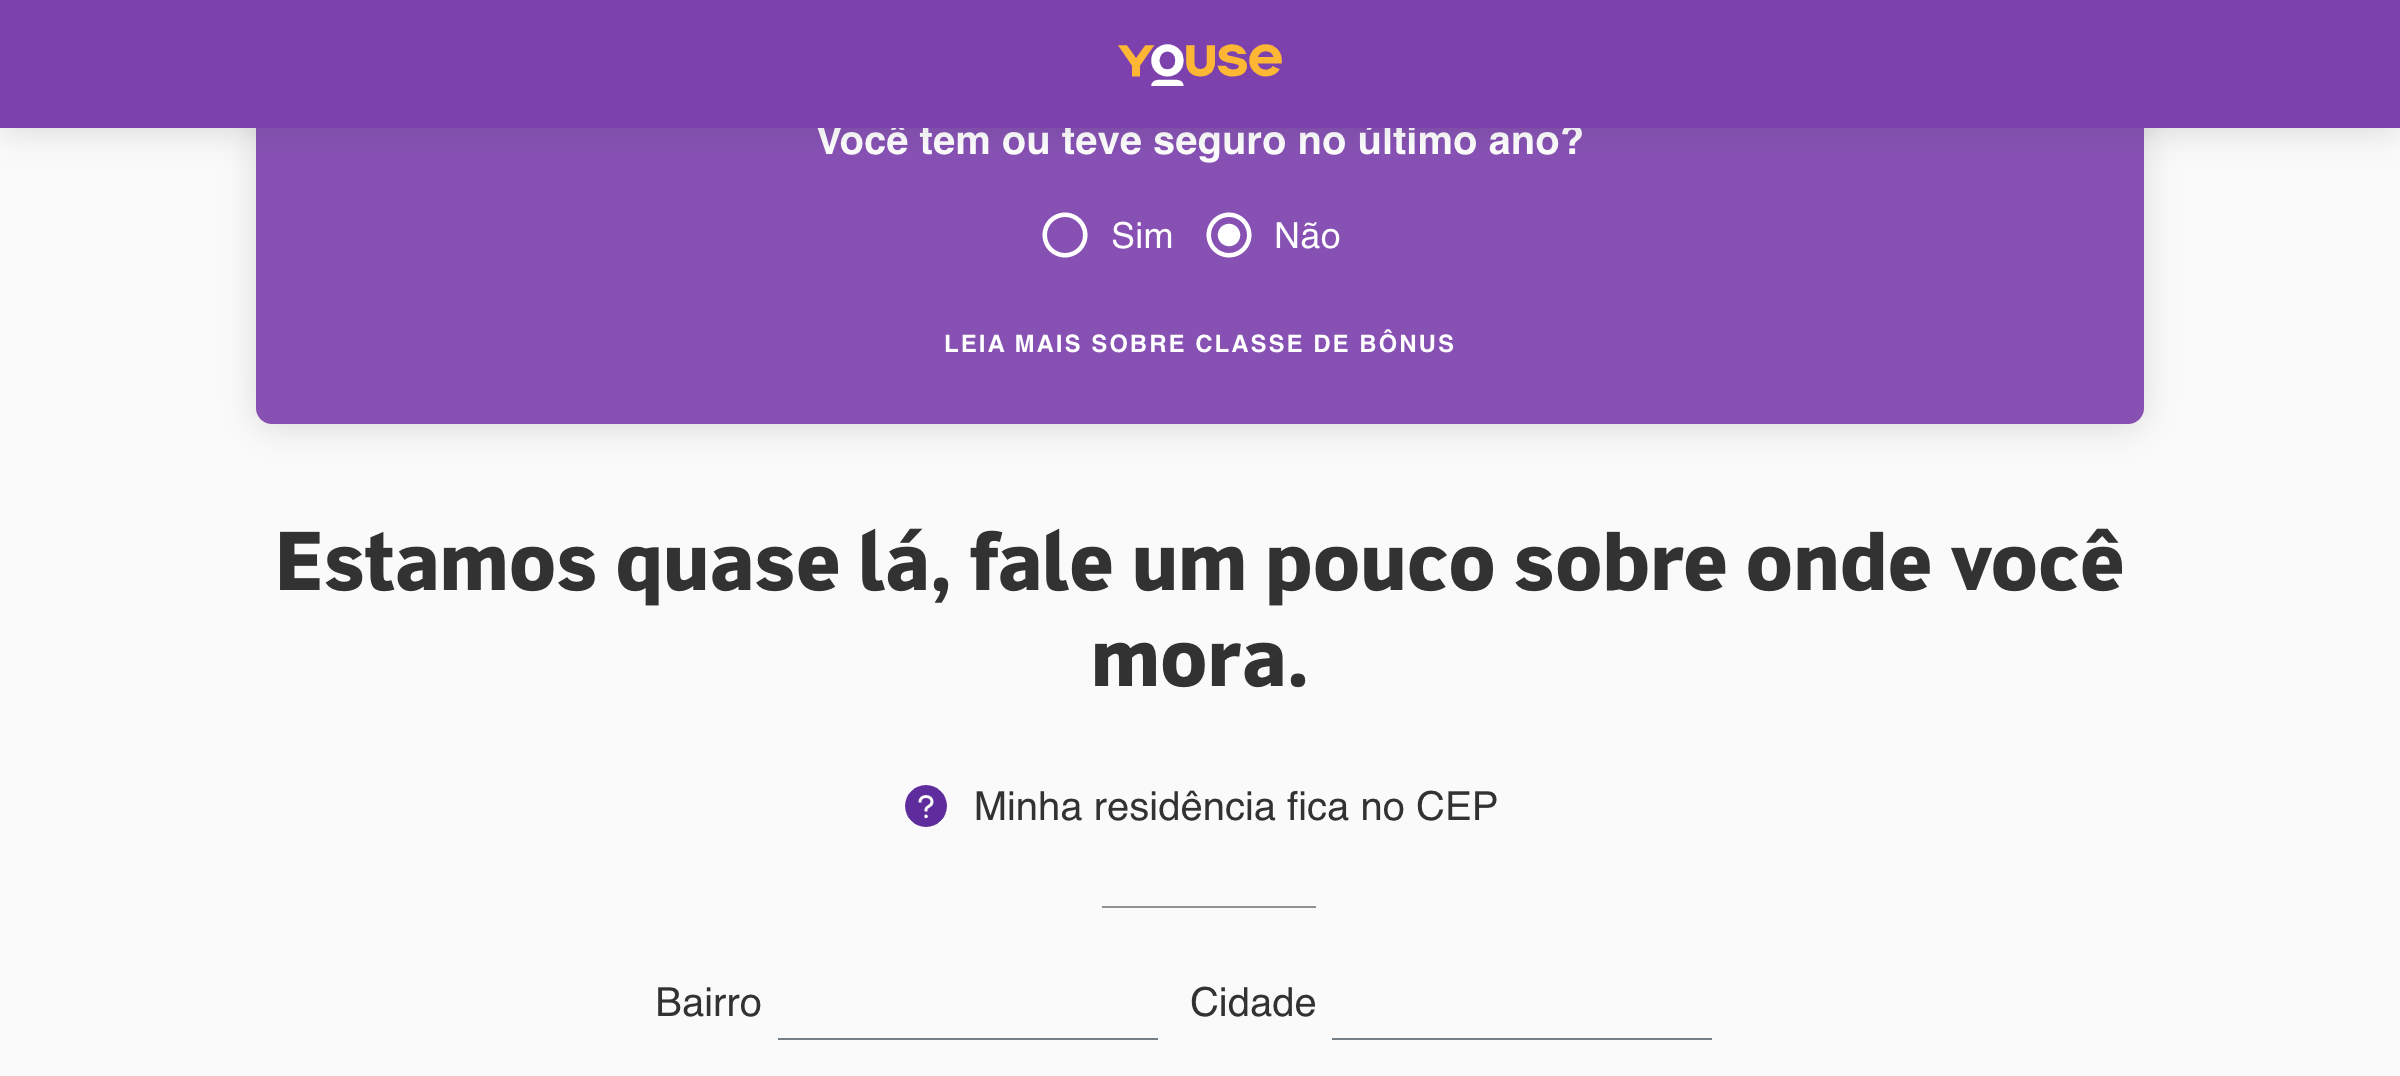 YOUSE
Você tem ou teve seguro no último ano?
Sim Não
LEIA MAIS SOBRE CLASSE DE BÔNUS
Estamos quase lá, fale um pouco sobre onde você
mora.
? Minha residência fica no CEP
Bairro Cidade